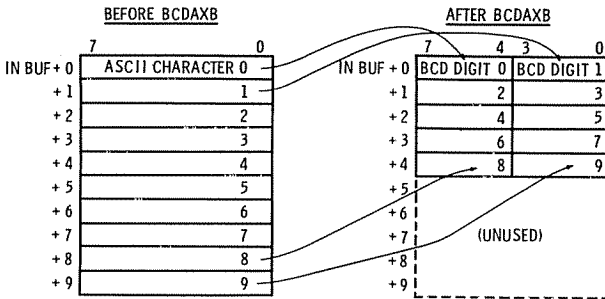 BEFORE BCDAXB
7 0
IN BUF + 0 ASCII CHARACTER 0
+ 1 1
+ 2 2
+ 3 3
+ 4 4
+ 5 5
+ 6 6
+ 7 7
+ 8 8
+ 9 9
AFTER BCDAXB
7 4 3 0
IN BUF + 0 BCD DIGIT 0 BCD DIGIT 1
+ 1 2 3
+ 2 4 5
+ 3 6 7
+ 4 8 9
+ 5
+ 6
+ 7 (UNUSED)
+ 8
+ 9